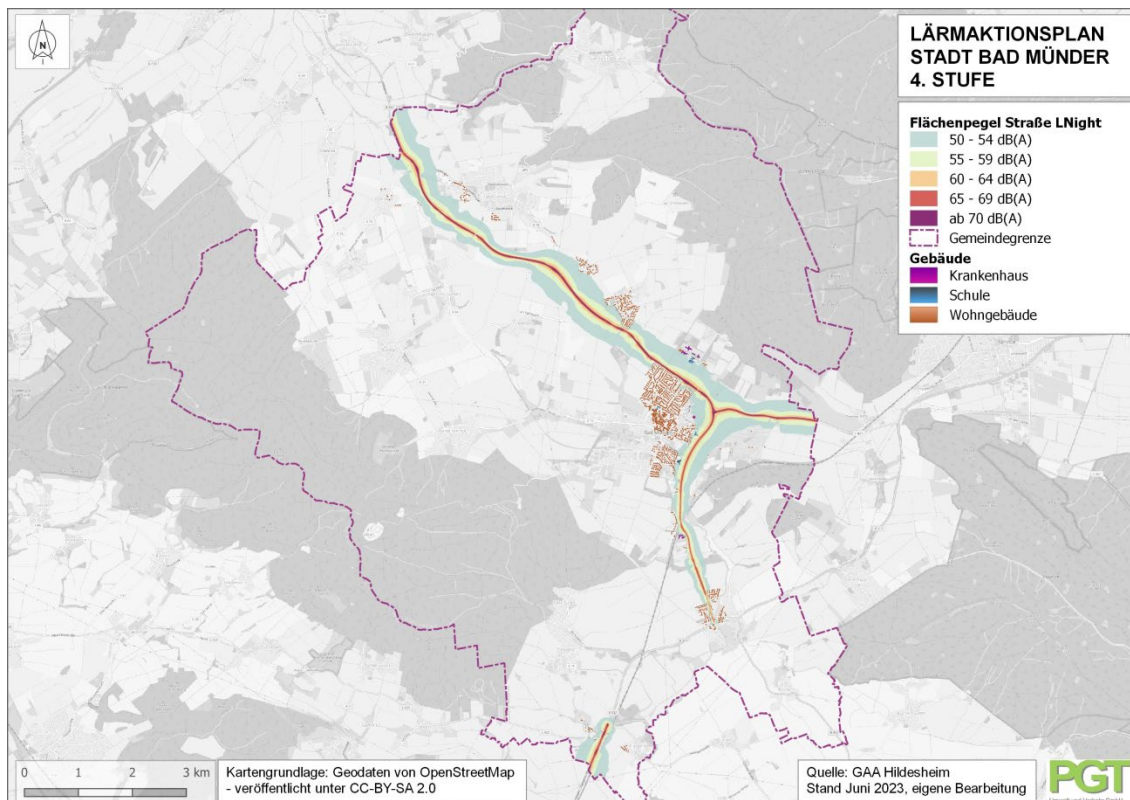 N
LÄRMAKTIONSPLAN
STADT BAD MÜNDER
4. STUFE
Flächenpegel Straße LNight
50 - 54 dB(A)
55 - 59 dB(A)
60 - 64 dB(A)
65 - 69 dB(A)
ab 70 dB(A)
Gemeindegrenze
Gebäude
Krankenhaus
Schule
Wohngebäude
0 1 2 3 km
Kartengrundlage: Geodaten von OpenStreetMap
- veröffentlicht unter CC-BY-SA 2.0
Quelle: GAA Hildesheim
Stand Juni 2023, eigene Bearbeitung
PGT